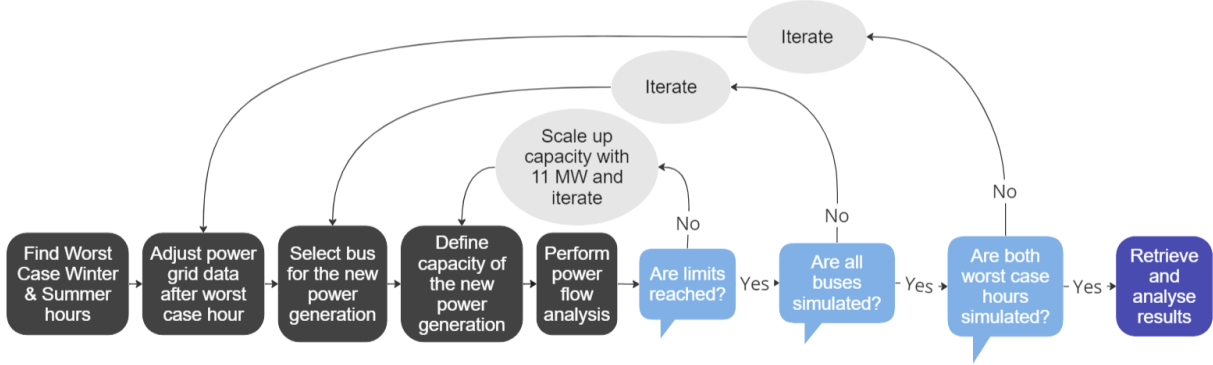 Iterate
Iterate
Scale up
capacity with
11 MW and
iterate
No
No
No
Find Worst
Case Winter
& Summer
hours
Adjust power
grid data
after worst
case hour
Select bus
for the new
power
generation
Define
capacity of
the new
power
generation
Perform
power
flow
analysis
Are limits
reached?
Yes
Are all
buses
simulated?
Yes
Are both
worst case
hours
simulated?
Yes
Retrieve
and
analyse
results